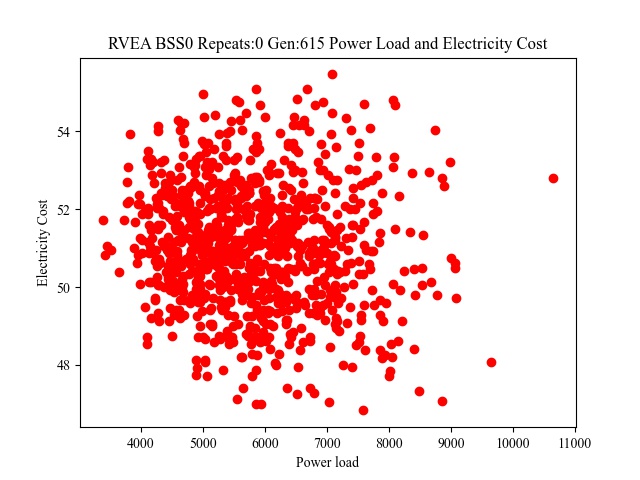 RVEA BSS0 Repeats:0 Gen:615 Power Load and Electricity Cost
Electricity Cost
54
52
50
48
4000 5000 6000 7000 8000 9000 10000 11000
Power load